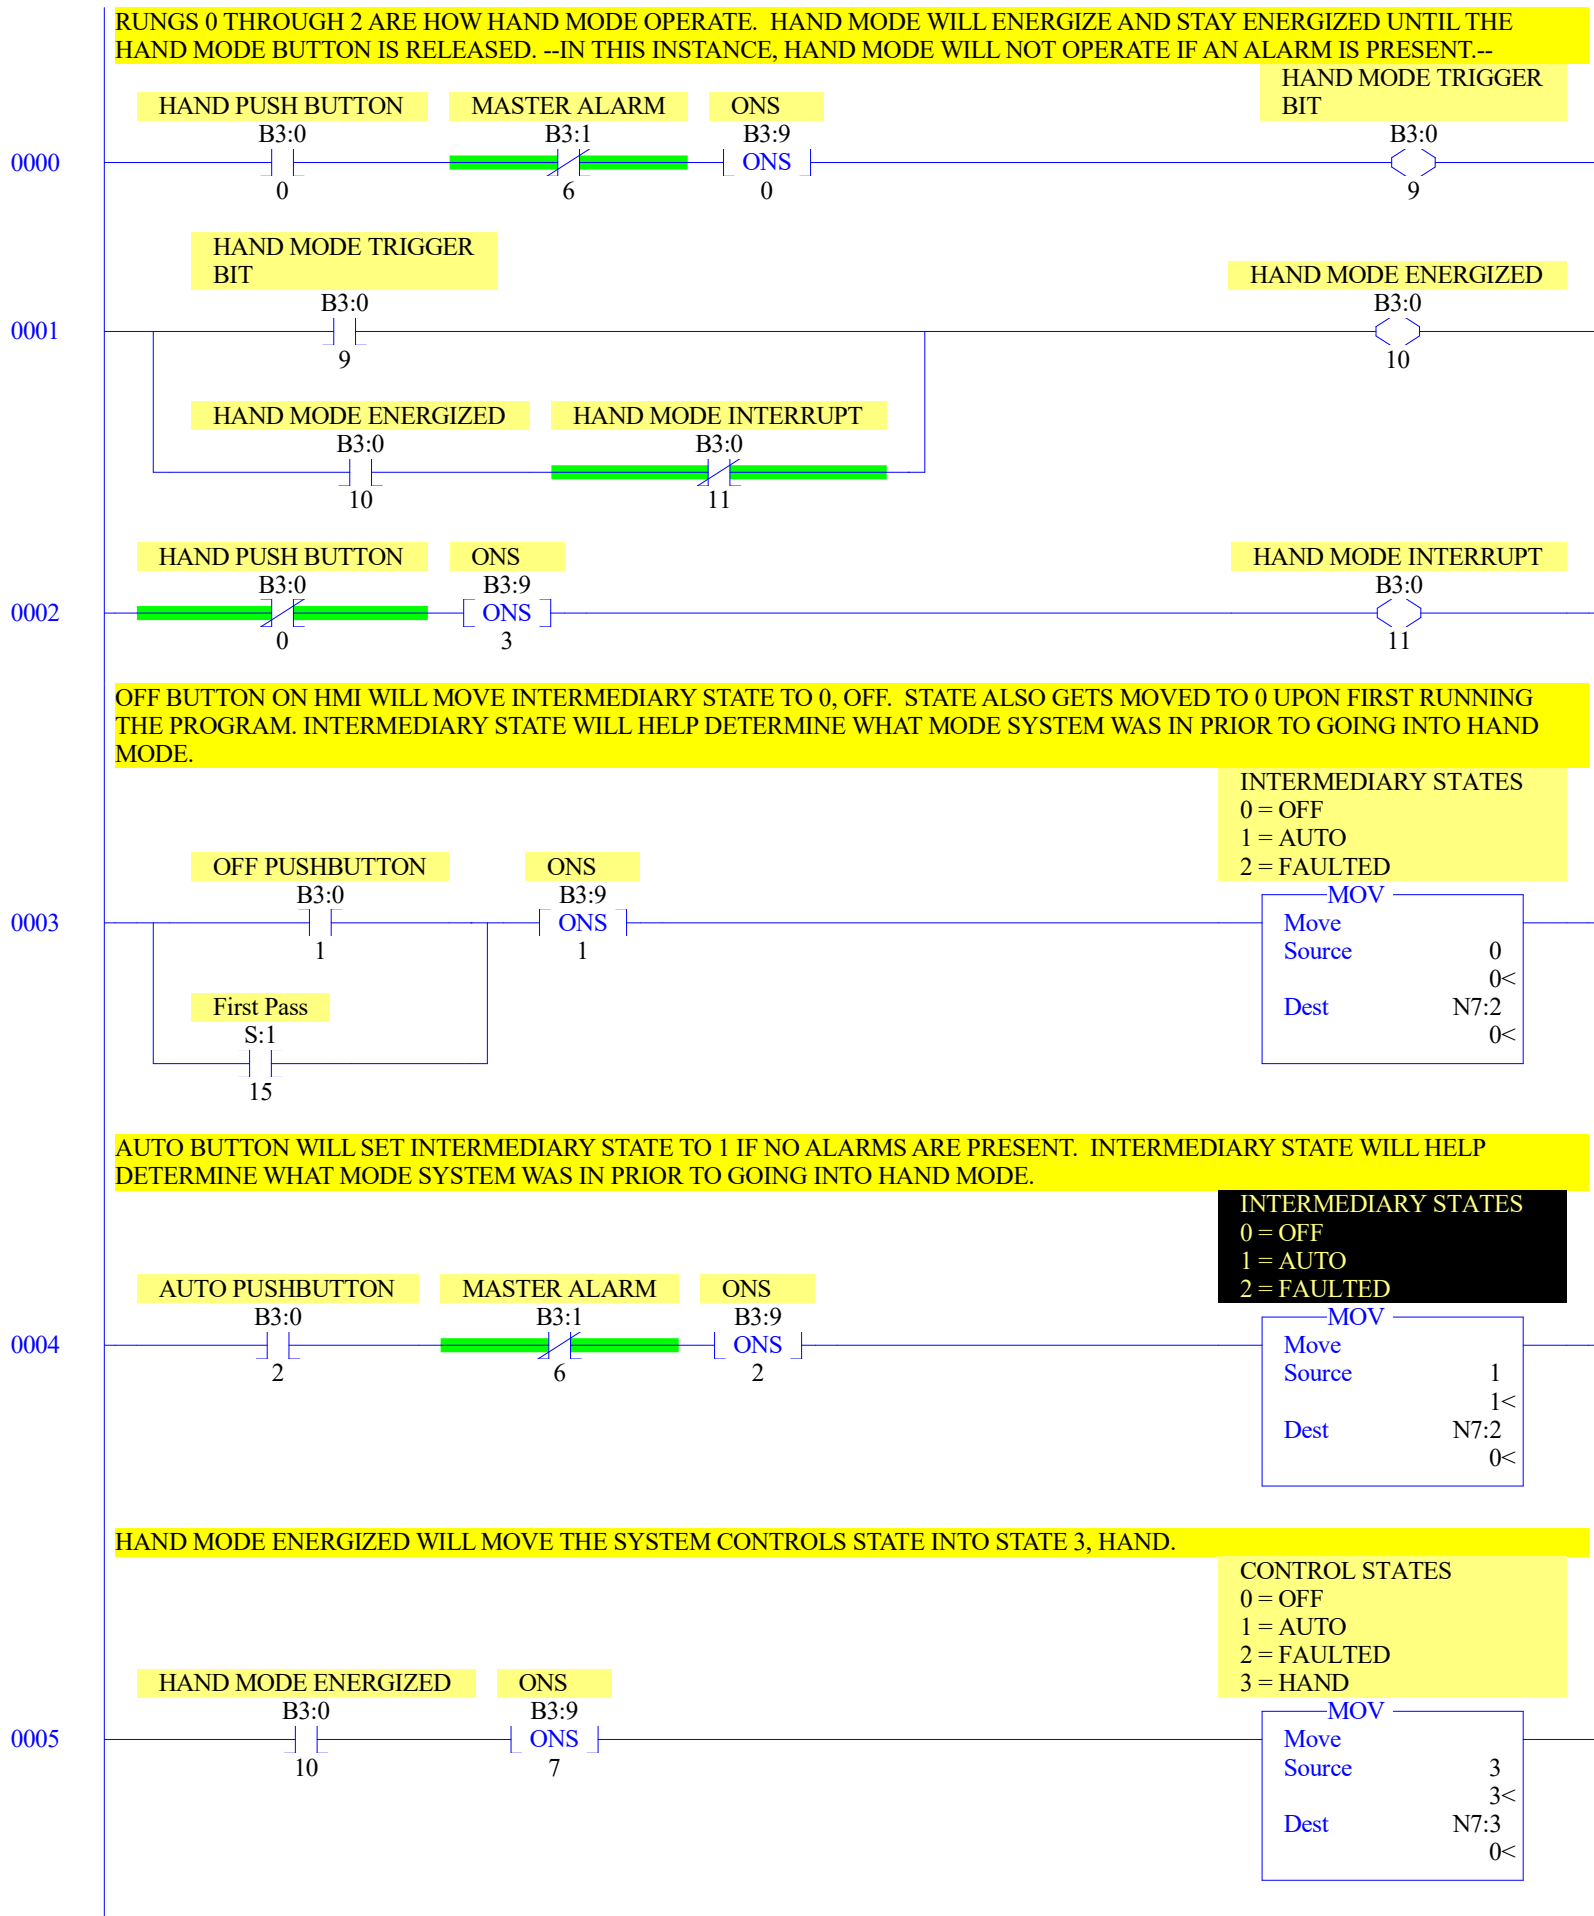 RUNGS 0 THROUGH 2 ARE HOW HAND MODE OPERATE.  HAND MODE WILL ENERGIZE AND STAY ENERGIZED UNTIL THE
HAND MODE BUTTON IS RELEASED. --IN THIS INSTANCE, HAND MODE WILL NOT OPERATE IF AN ALARM IS PRESENT.--
HAND MODE TRIGGER
BIT
HAND PUSH BUTTON MASTER ALARM ONS
B3:0 B3:1 B3:9 B3:0
0000 ONS
0 6 0 9
HAND MODE TRIGGER
BIT
HAND MODE ENERGIZED
B3:0 B3:0
0001
9 10
HAND MODE ENERGIZED HAND MODE INTERRUPT
B3:0 B3:0
10 11
HAND PUSH BUTTON ONS HAND MODE INTERRUPT
B3:0 B3:9 B3:0
0002 ONS
0 3 11
OFF BUTTON ON HMI WILL MOVE INTERMEDIARY STATE TO 0, OFF.  STATE ALSO GETS MOVED TO 0 UPON FIRST RUNNING
THE PROGRAM. INTERMEDIARY STATE WILL HELP DETERMINE WHAT MODE SYSTEM WAS IN PRIOR TO GOING INTO HAND
MODE.
INTERMEDIARY STATES
0 = OFF
1 = AUTO
2 = FAULTED
OFF PUSHBUTTON ONS
B3:0 B3:9 MOV
0003 ONS Move
1 1 Source 0
0<
First Pass Dest N7:2
S:1 0<
15
AUTO BUTTON WILL SET INTERMEDIARY STATE TO 1 IF NO ALARMS ARE PRESENT.  INTERMEDIARY STATE WILL HELP
DETERMINE WHAT MODE SYSTEM WAS IN PRIOR TO GOING INTO HAND MODE.
INTERMEDIARY STATES
0 = OFF
1 = AUTO
2 = FAULTED
AUTO PUSHBUTTON MASTER ALARM ONS
B3:0 B3:1 B3:9 MOV
0004 ONS Move
2 6 2 Source 1
1<
Dest N7:2
0<
HAND MODE ENERGIZED WILL MOVE THE SYSTEM CONTROLS STATE INTO STATE 3, HAND.
CONTROL STATES
0 = OFF
1 = AUTO
2 = FAULTED
3 = HAND
HAND MODE ENERGIZED ONS
B3:0 B3:9 MOV
0005 ONS Move
10 7 Source 3
3<
Dest N7:3
0<